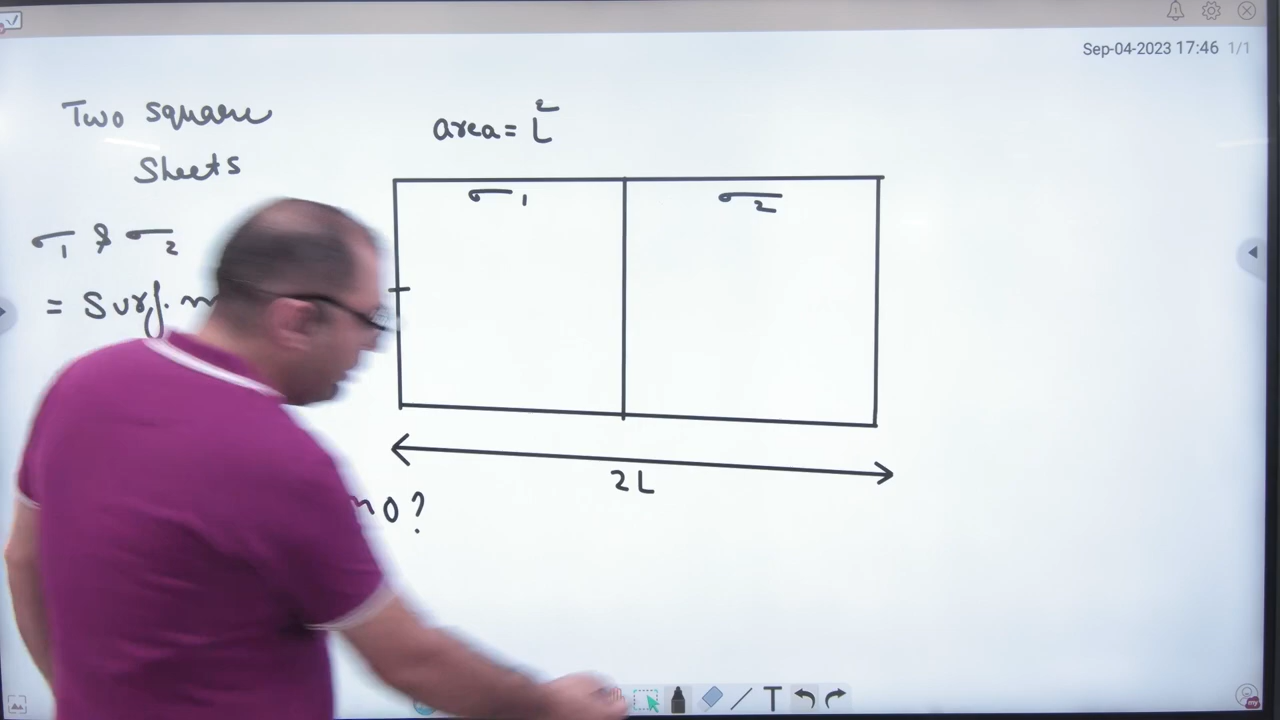 Sep-04-2023 17:46 1/1
Two square
Sheets
σ1 & σ2
= Surf.
area = L²
σ1
σ2
2L
T